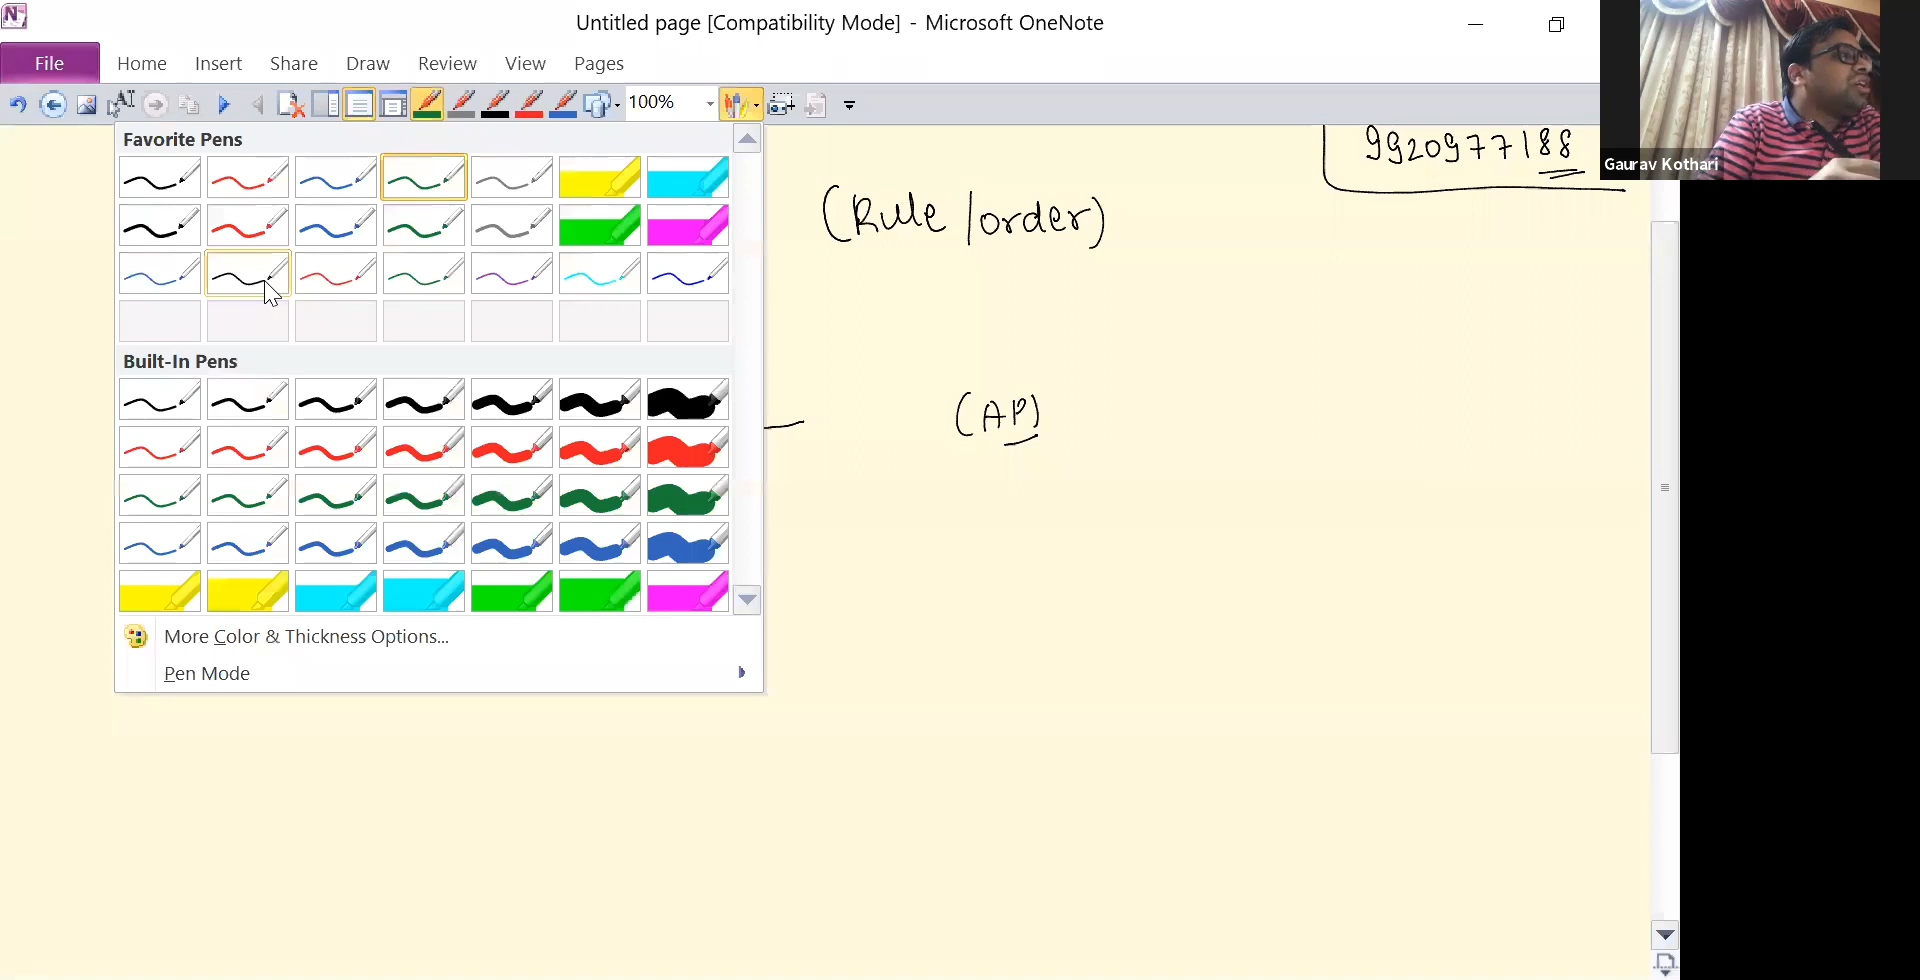 Untitled page [Compatibility Mode] - Microsoft OneNote
File Home Insert Share Draw Review View Pages
100%
Favorite Pens
Built-In Pens
More Color & Thickness Options...
Pen Mode
9920977188
(Rule/order)
(AP)
Gaurav Kothari